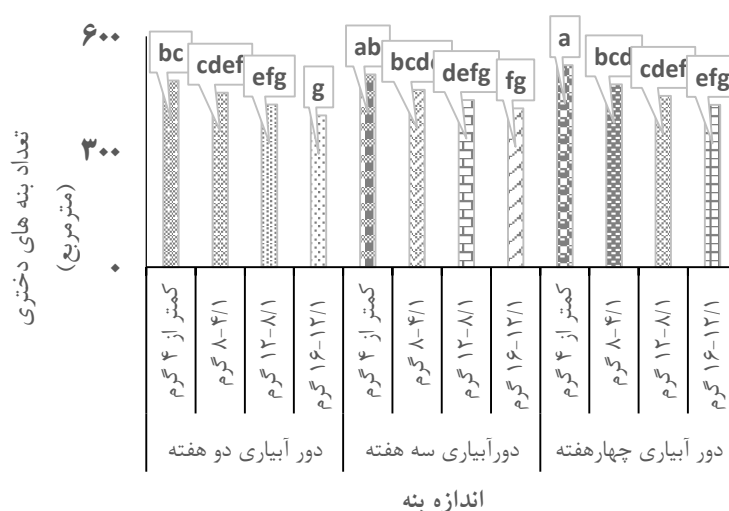 تعداد بنه های دختری
(مترمربع)
۶۰۰
۳۰۰
۰
bc
cdef
efg
g
ab
bcde
defg
fg
a
bcd
cdef
efg
کمتر از ۴ گرم
۸-۴/۱ گرم
۱۲-۸/۱ گرم
۱۶-۱۲/۱ گرم
کمتر از ۴ گرم
۸-۴/۱ گرم
۱۲-۸/۱ گرم
۱۶-۱۲/۱ گرم
کمتر از ۴ گرم
۸-۴/۱ گرم
۱۲-۸/۱ گرم
۱۶-۱۲/۱ گرم
دور آبیاری دو هفته
دورآبیاری سه هفته
دور آبیاری چهارهفته
اندازه بنه